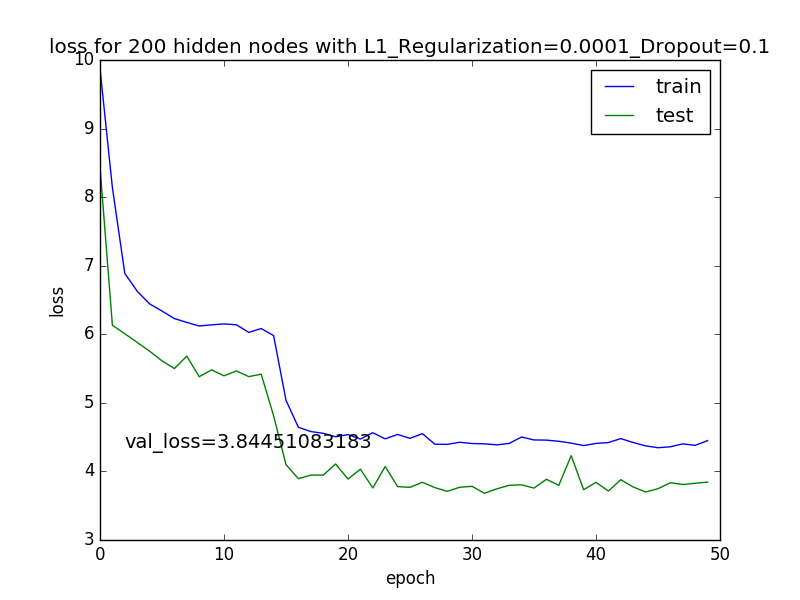 loss for 200 hidden nodes with L1_Regularization=0.0001_Dropout=0.1
10
9
8
7
6
5
4
3
loss
train
test
val_loss=3.84451083183
0 10 20 30 40 50
epoch